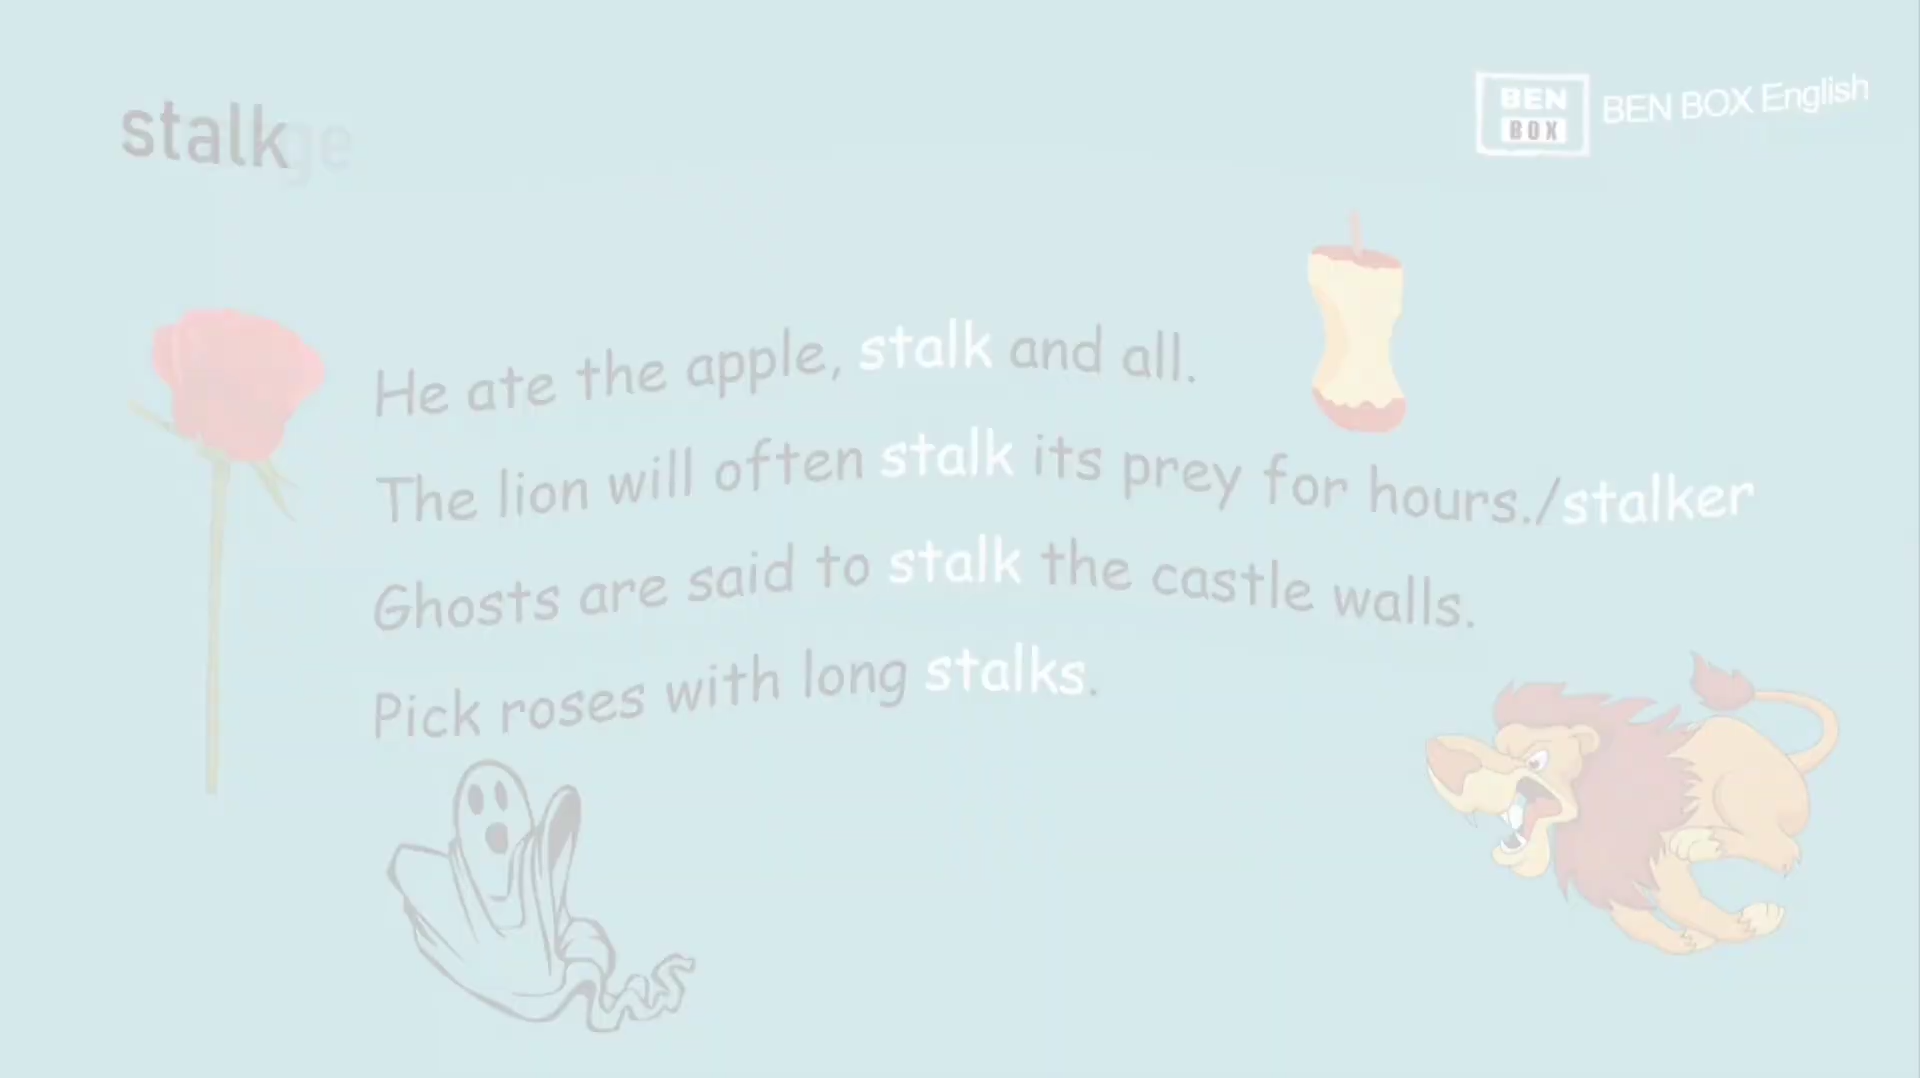 stalk
BEN
BOX
BEN BOX English
He ate the apple, stalk and all.
The lion will often stalk its prey for hours./stalker
Ghosts are said to stalk the castle walls.
Pick roses with long stalks.